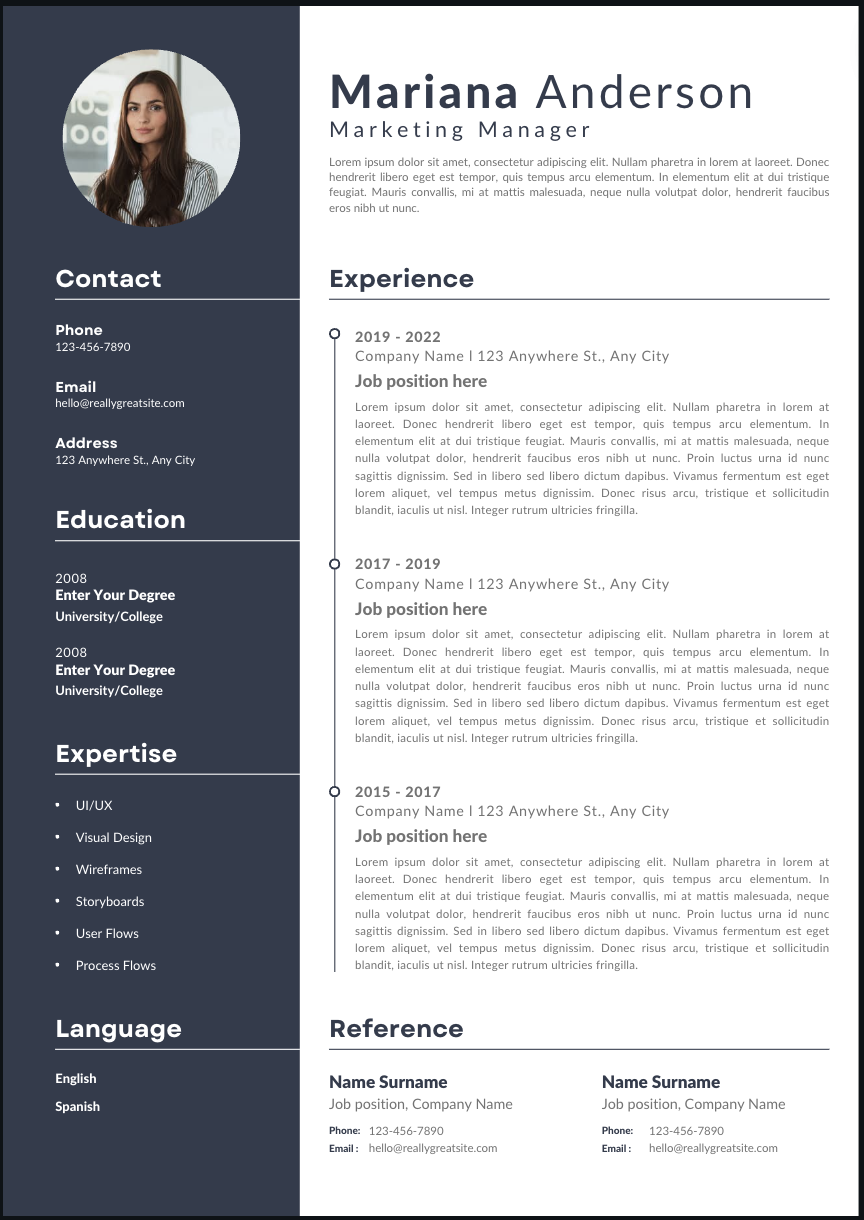 Mariana Anderson
Marketing Manager
Lorem ipsum dolor sit amet, consectetur adipiscing elit. Nullam pharetra in lorem at laoreet. Donec
hendrerit libero eget est tempor, quis tempus arcu elementum. In elementum elit at dui tristique
feugiat. Mauris convallis, mi at mattis malesuada, neque nulla volutpat dolor, hendrerit faucibus
eros nibh ut nunc.
Contact
Phone
123-456-7890
Email
hello@reallygreatsite.com
Address
123 Anywhere St., Any City
Education
2008
Enter Your Degree
University/College
2008
Enter Your Degree
University/College
Expertise
• UI/UX
• Visual Design
• Wireframes
• Storyboards
• User Flows
• Process Flows
Language
English
Spanish
Experience
2019 - 2022
Company Name l 123 Anywhere St., Any City
Job position here
Lorem ipsum dolor sit amet, consectetur adipiscing elit. Nullam pharetra in lorem at
laoreet. Donec hendrerit libero eget est tempor, quis tempus arcu elementum. In
elementum elit at dui tristique feugiat. Mauris convallis, mi at mattis malesuada, neque
nulla volutpat dolor, hendrerit faucibus eros nibh ut nunc. Proin luctus urna id nunc
sagittis dignissim. Sed in libero sed libero dictum dapibus. Vivamus fermentum est eget
lorem aliquet, vel tempus metus dignissim. Donec risus arcu, tristique et sollicitudin
blandit, iaculis ut nisl. Integer rutrum ultricies fringilla.
2017 - 2019
Company Name l 123 Anywhere St., Any City
Job position here
Lorem ipsum dolor sit amet, consectetur adipiscing elit. Nullam pharetra in lorem at
laoreet. Donec hendrerit libero eget est tempor, quis tempus arcu elementum. In
elementum elit at dui tristique feugiat. Mauris convallis, mi at mattis malesuada, neque
nulla volutpat dolor, hendrerit faucibus eros nibh ut nunc. Proin luctus urna id nunc
sagittis dignissim. Sed in libero sed libero dictum dapibus. Vivamus fermentum est eget
lorem aliquet, vel tempus metus dignissim. Donec risus arcu, tristique et sollicitudin
blandit, iaculis ut nisl. Integer rutrum ultricies fringilla.
2015 - 2017
Company Name l 123 Anywhere St., Any City
Job position here
Lorem ipsum dolor sit amet, consectetur adipiscing elit. Nullam pharetra in lorem at
laoreet. Donec hendrerit libero eget est tempor, quis tempus arcu elementum. In
elementum elit at dui tristique feugiat. Mauris convallis, mi at mattis malesuada, neque
nulla volutpat dolor, hendrerit faucibus eros nibh ut nunc. Proin luctus urna id nunc
sagittis dignissim. Sed in libero sed libero dictum dapibus. Vivamus fermentum est eget
lorem aliquet, vel tempus metus dignissim. Donec risus arcu, tristique et sollicitudin
blandit, iaculis ut nisl. Integer rutrum ultricies fringilla.
Reference
Name Surname
Job position, Company Name
Phone: 123-456-7890
Email : hello@reallygreatsite.com
Name Surname
Job position, Company Name
Phone: 123-456-7890
Email : hello@reallygreatsite.com